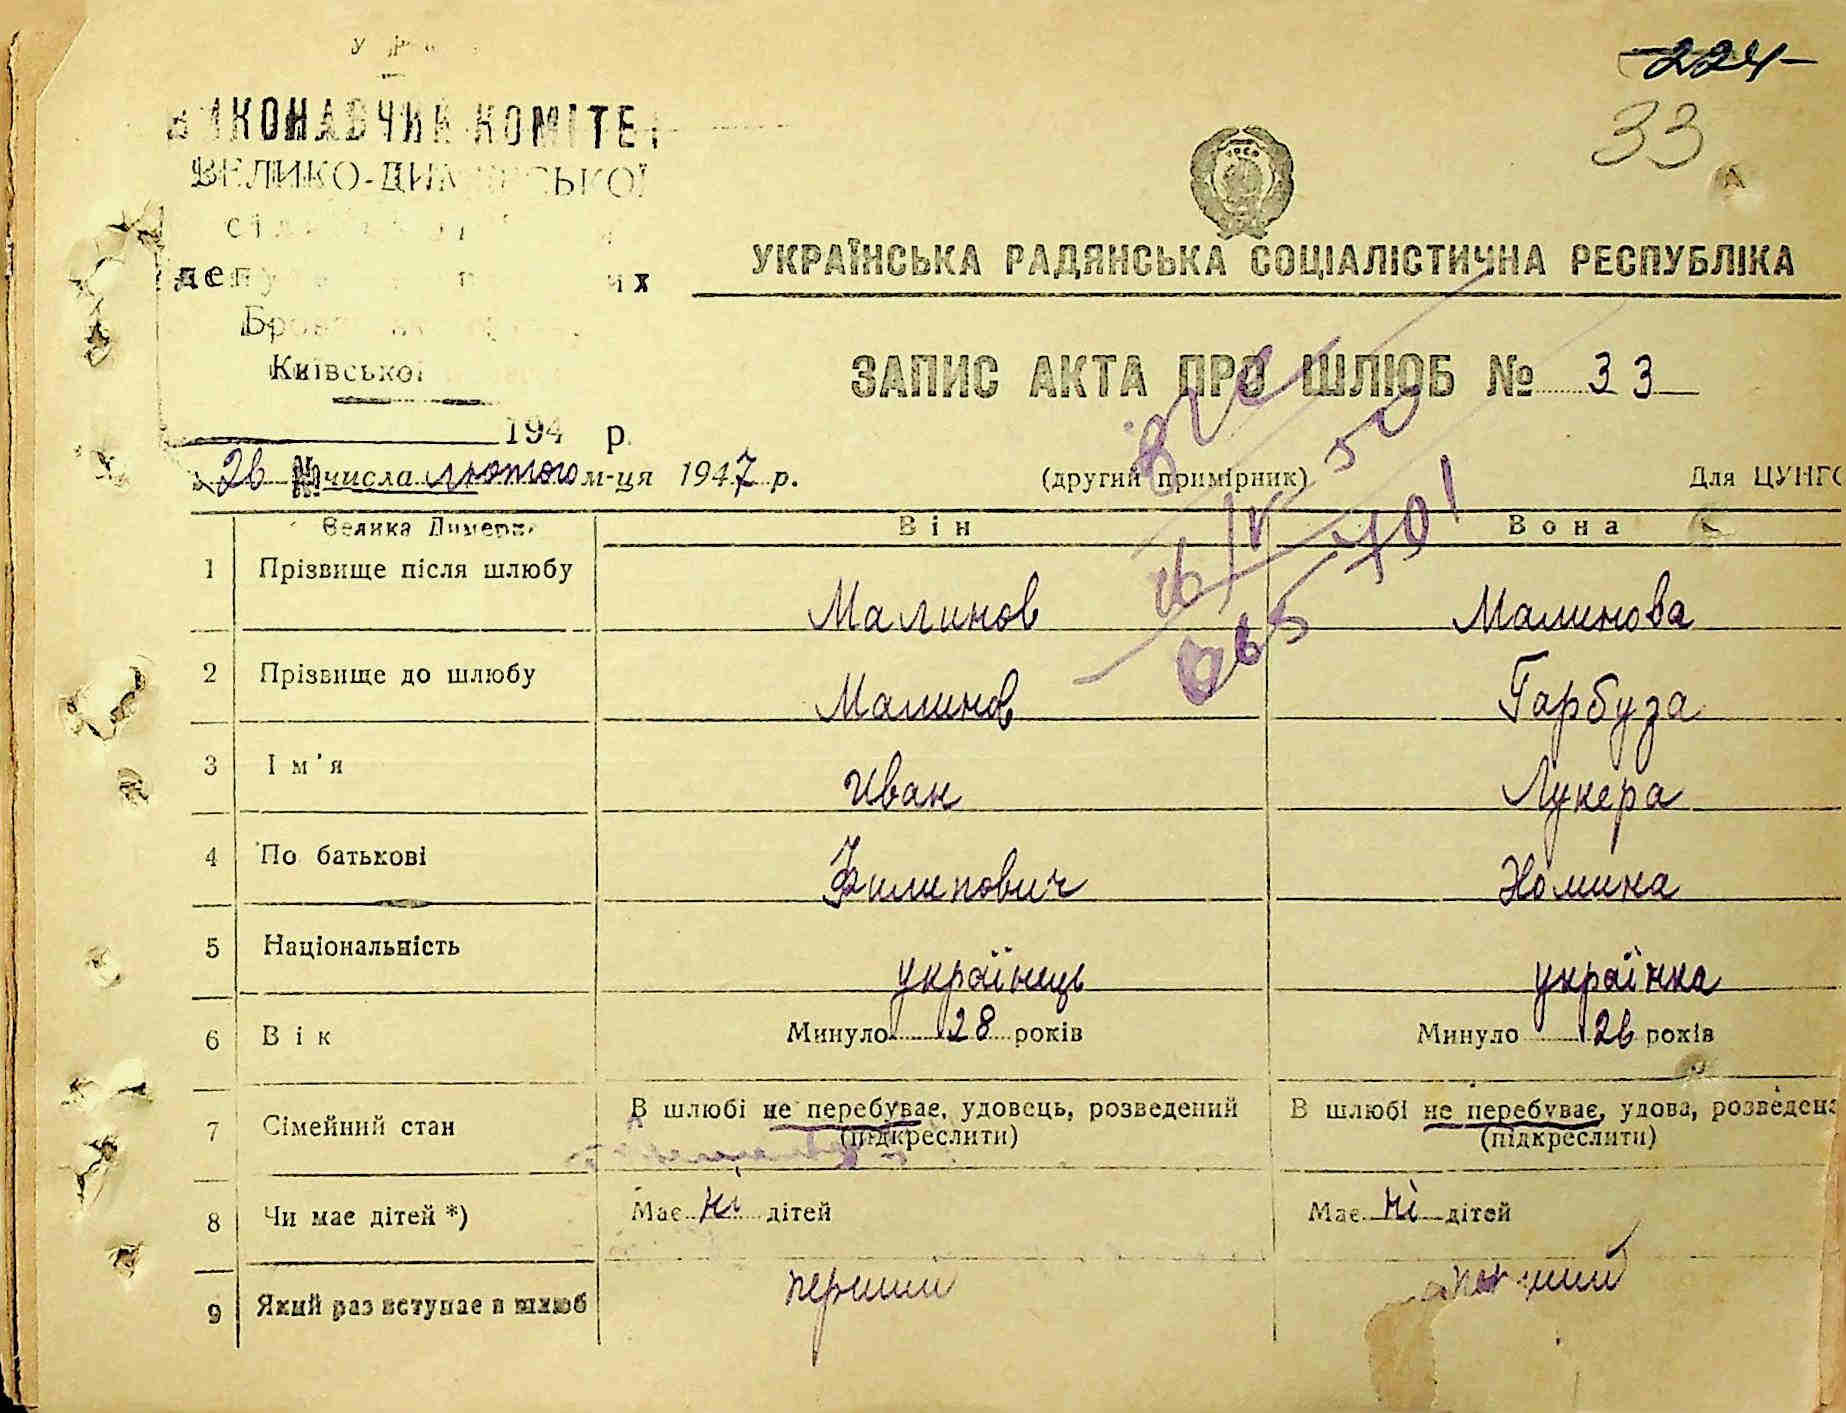 -224-
33
ВИКОНАВЧИЙ КОМІТЕТ
ВЕЛИКО-ДИМЕРСЬКОЇ
Київської
194 р.
УКРАЇНСЬКА РАДЯНСЬКА СОЦІАЛІСТИЧНА РЕСПУБЛІКА
ЗАПИС АКТА ПРО ШЛЮБ № 33
26 числа лютого м-ця 1947 р.
(другий примірник)
Для ЦУНГО
Велика Димерка Він Вона
1 Прізвище після шлюбу Малинов Малинова
2 Прізвище до шлюбу Малинов Гарбуза
3 Ім'я Иван Лукера
4 По батькові Филипович Хомина
5 Національність українець українка
6 Вік Минуло 28 років Минуло 26 років
7 Сімейний стан В шлюбі не перебуває, удовець, розведений В шлюбі не перебуває, удова, розведена
(підкреслити) (підкреслити)
8 Чи має дітей *) Має ні дітей Має ні дітей
9 Який раз вступає в шлюб перший перший